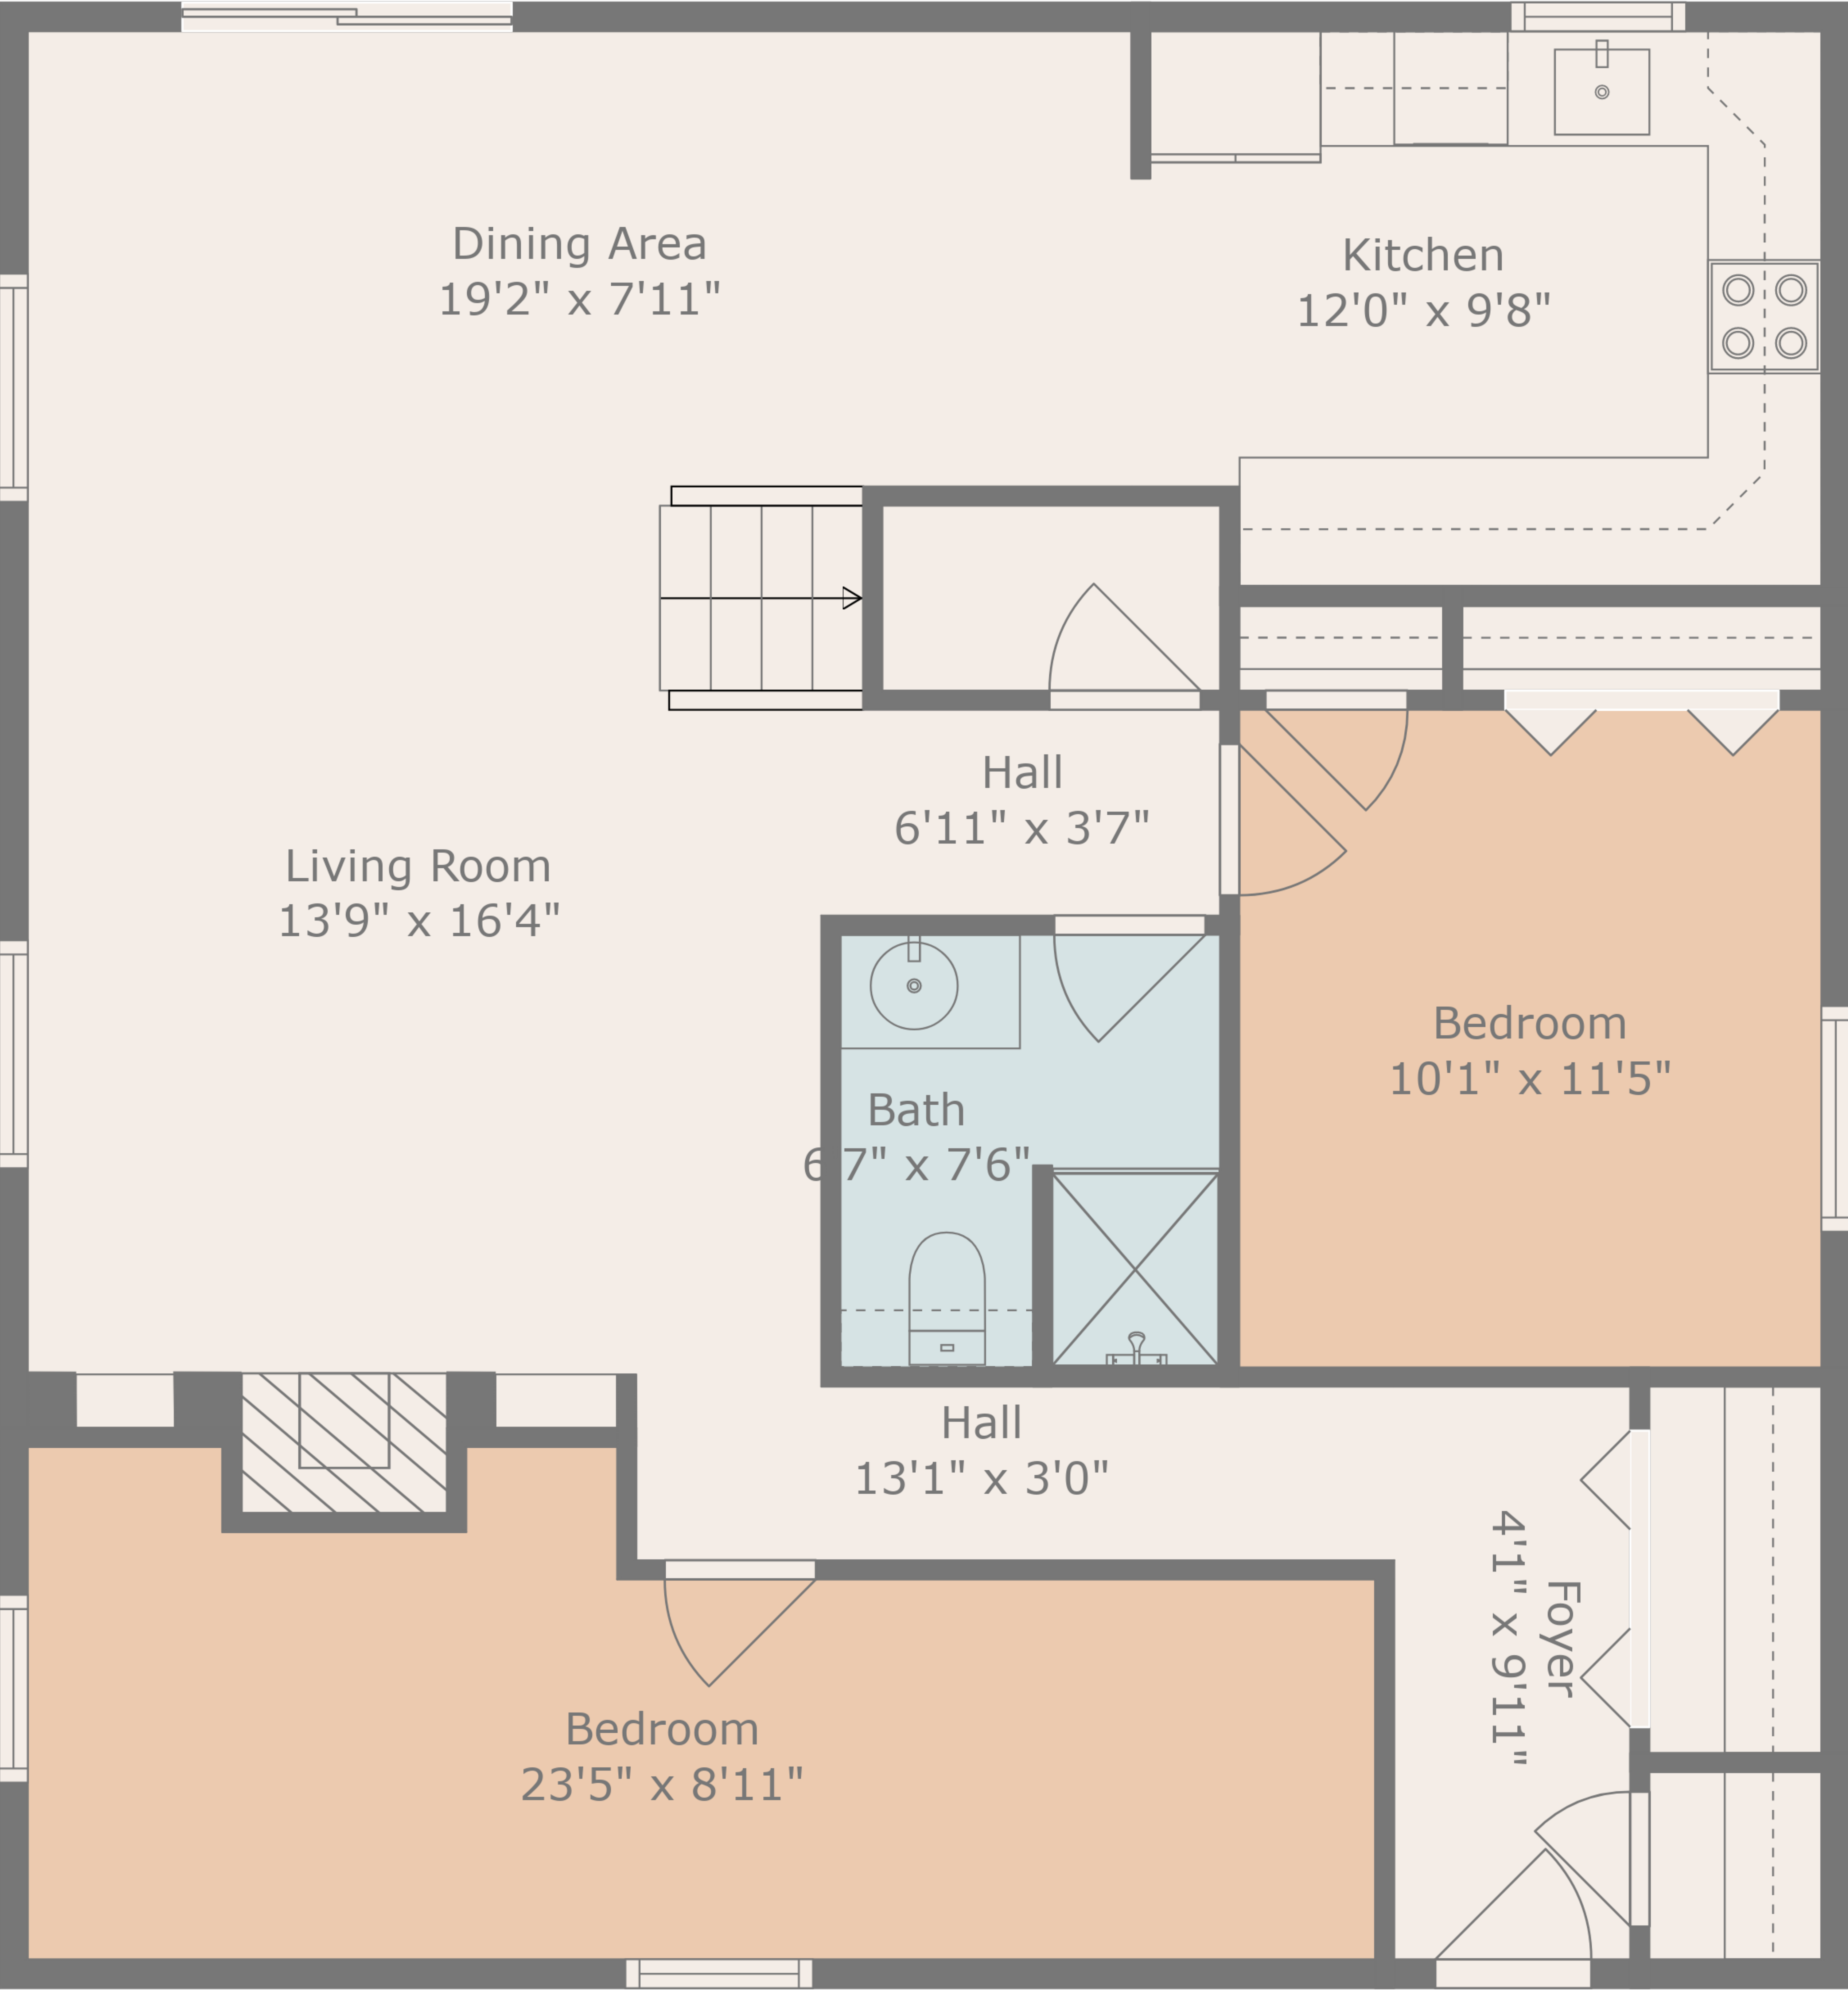 Dining Area
19'2" x 7'11"
Kitchen
12'0" x 9'8"
Hall
6'11" x 3'7"
Living Room
13'9" x 16'4"
Bedroom
10'1" x 11'5"
Bath
6'7" x 7'6"
Hall
13'1" x 3'0"
Foyer
4'1" x 9'11"
Bedroom
23'5" x 8'11"